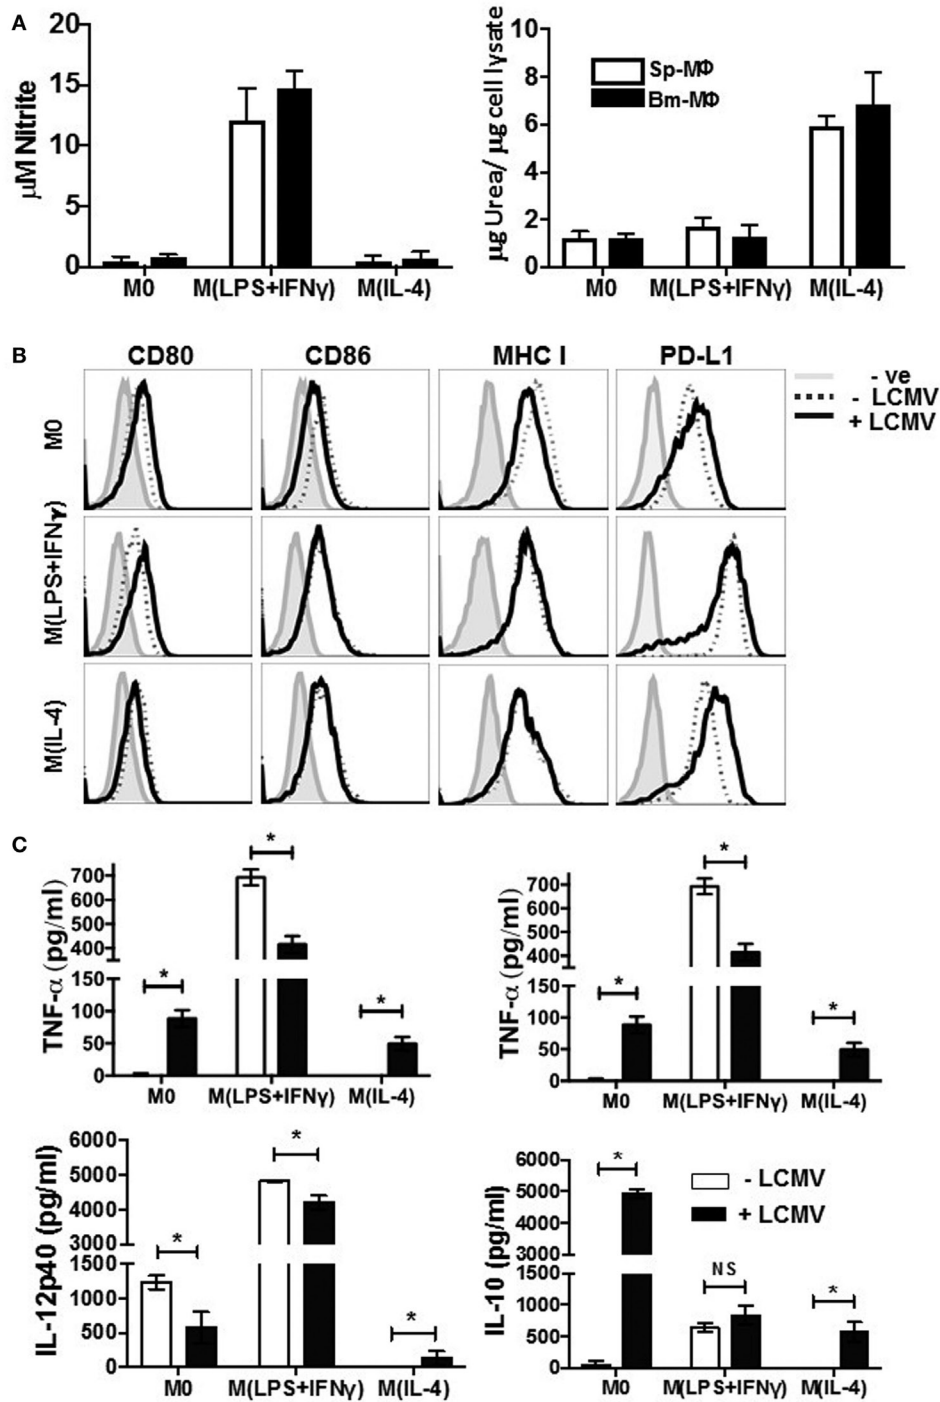 A
20
15
10
5
0
μM Nitrite
M0 M(LPS+IFNγ) M(IL-4)
10
8
6
4
2
0
μg Urea/ μg cell lysate
Sp-MΦ
Bm-MΦ
M0 M(LPS+IFNγ) M(IL-4)
B
CD80 CD86 MHC I PD-L1
- ve
- LCMV
+ LCMV
M0
M(LPS+IFNγ)
M(IL-4)
C
TNF-α (pg/ml)
700
600
500
400
150
100
50
0
*
*
*
M0 M(LPS+IFNγ) M(IL-4)
TNF-α (pg/ml)
700
600
500
400
150
100
50
0
*
*
*
M0 M(LPS+IFNγ) M(IL-4)
IL-12p40 (pg/ml)
6000
5000
4000
3000
1500
1000
500
0
*
*
*
M0 M(LPS+IFNγ) M(IL-4)
IL-10 (pg/ml)
6000
5000
4000
3000
1500
1000
500
0
*
NS
*
- LCMV
+ LCMV
M0 M(LPS+IFNγ) M(IL-4)